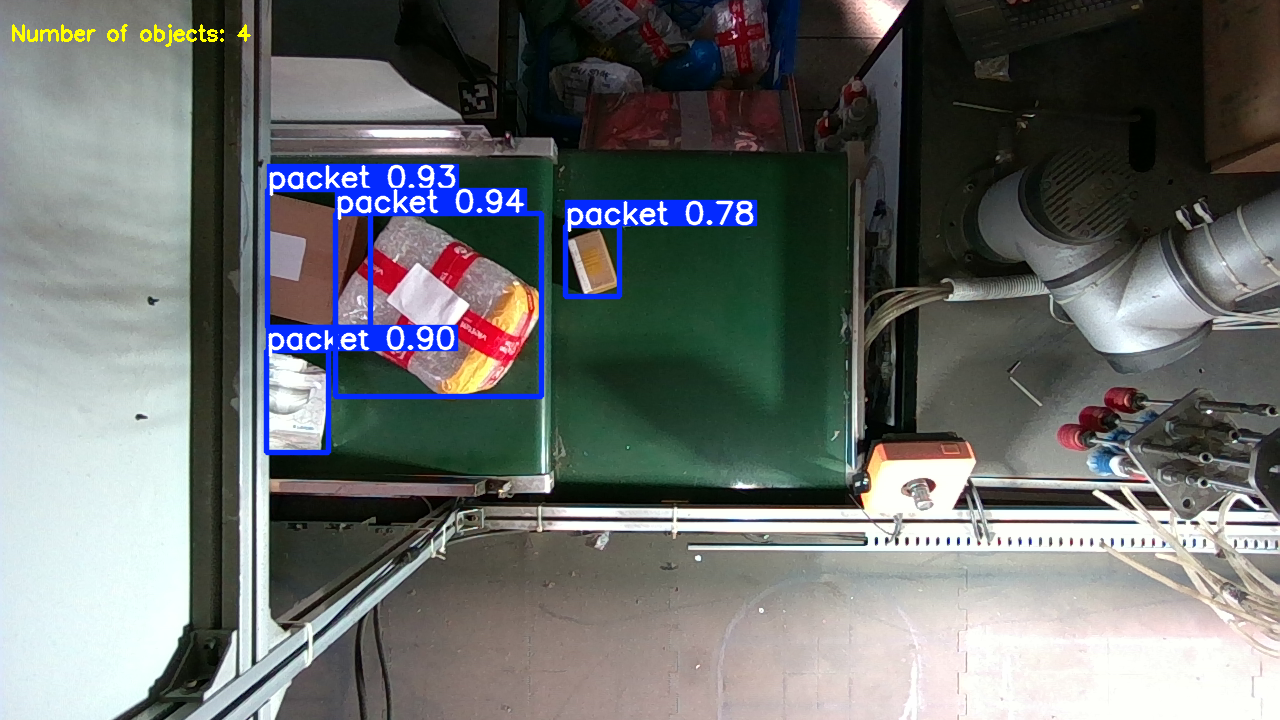 Number of objects: 4
packet 0.93
packet 0.94
packet 0.78
packet 0.90